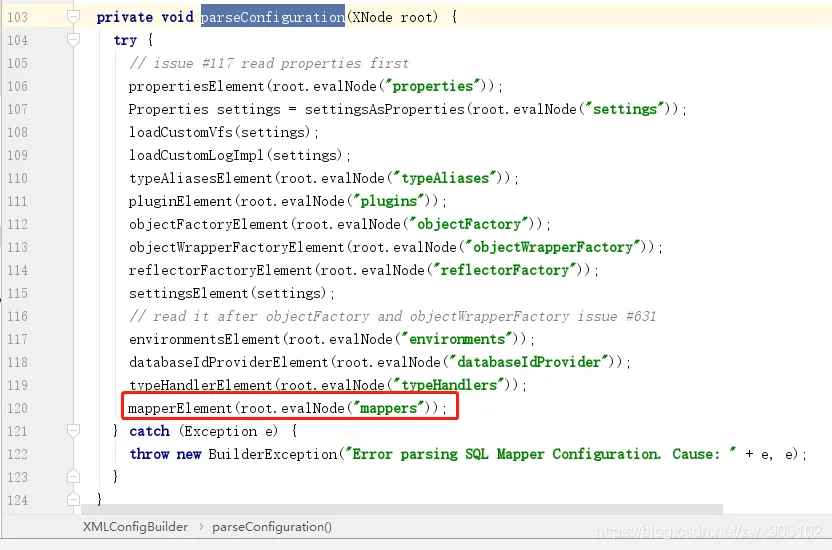 103 private void parseConfiguration(XNode root) {
104 try {
105 // issue #117 read properties first
106 propertiesElement(root.evalNode("properties"));
107 Properties settings = settingsAsProperties(root.evalNode("settings"));
108 loadCustomVfs(settings);
109 loadCustomLogImpl(settings);
110 typeAliasesElement(root.evalNode("typeAliases"));
111 pluginElement(root.evalNode("plugins"));
112 objectFactoryElement(root.evalNode("objectFactory"));
113 objectWrapperFactoryElement(root.evalNode("objectWrapperFactory"));
114 reflectorFactoryElement(root.evalNode("reflectorFactory"));
115 settingsElement(settings);
116 // read it after objectFactory and objectWrapperFactory issue #631
117 environmentsElement(root.evalNode("environments"));
118 databaseIdProviderElement(root.evalNode("databaseIdProvider"));
119 typeHandlerElement(root.evalNode("typeHandlers"));
120 mapperElement(root.evalNode("mappers"));
121 } catch (Exception e) {
122 throw new BuilderException("Error parsing SQL Mapper Configuration. Cause: " + e, e);
123 }
124 }
XMLConfigBuilder › parseConfiguration()
https://blog.csdn.net/zwx900102